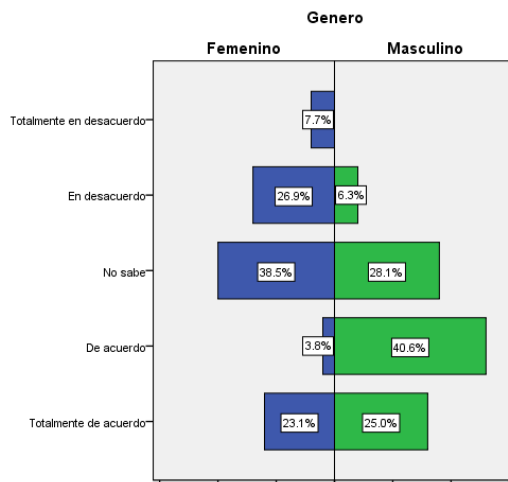 Genero
Femenino Masculino
Totalmente en desacuerdo 7.7%
En desacuerdo 26.9% 6.3%
No sabe 38.5% 28.1%
De acuerdo 3.8% 40.6%
Totalmente de acuerdo 23.1% 25.0%